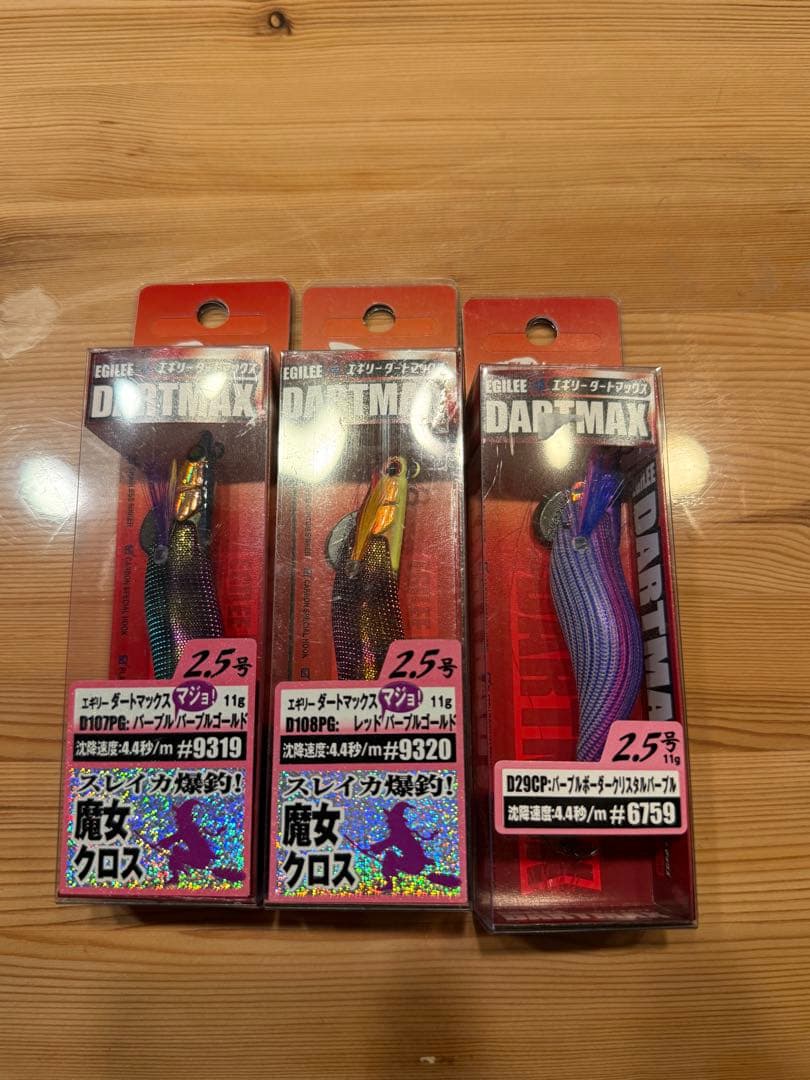 EGILEE エギリーダートマックス
DARTMAX
2.5号
エギリー ダートマックス マジョ! 11g
D107PG: パープル/パープルゴールド
沈降速度:4.4秒/m #9319
スレイカ爆釣!
魔女
クロス
EGILEE エギリーダートマックス
DARTMAX
2.5号
エギリー ダートマックス マジョ! 11g
D108PG: レッド/パープルゴールド
沈降速度:4.4秒/m #9320
スレイカ爆釣!
魔女
クロス
EGILEE エギリーダートマックス
DARTMAX
2.5号
11g
D29CP:パープルボーダークリスタルパープル
沈降速度:4.4秒/m #6759